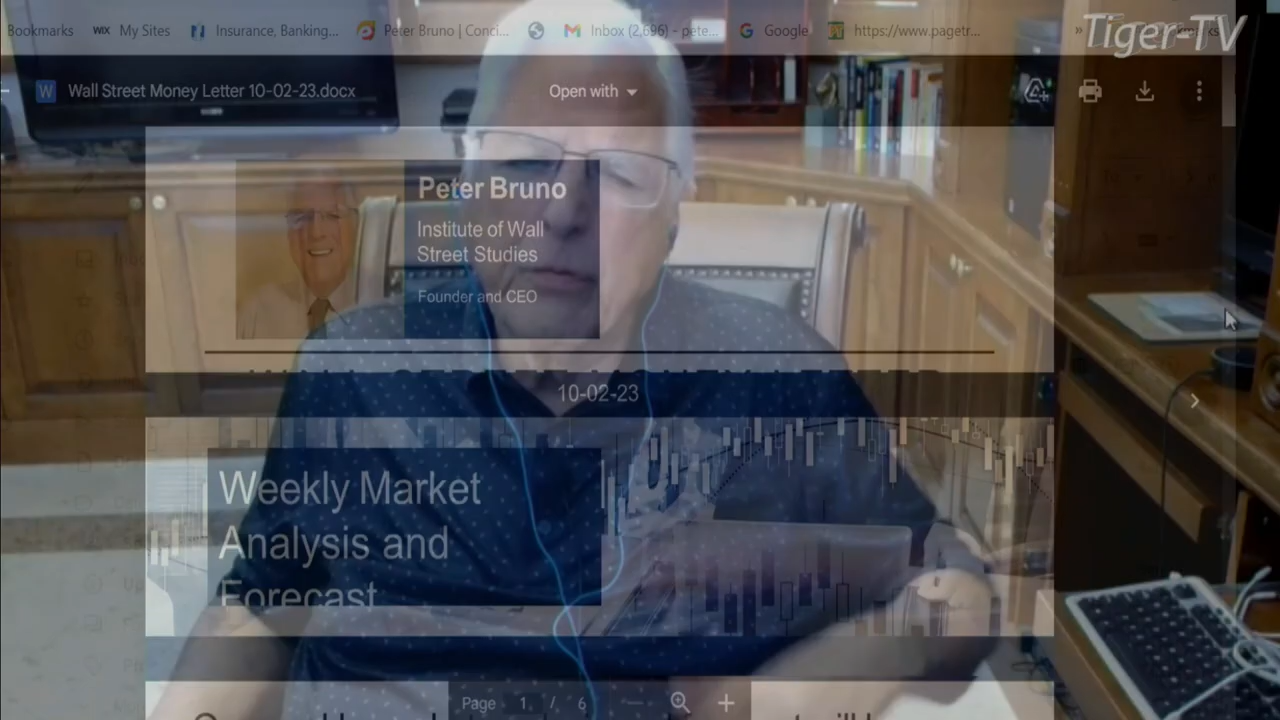 Bookmarks
WIX My Sites
Insurance, Banking...
Peter Bruno | Conci...
Inbox (2,696) - pete...
G Google
https://www.pagetr...
»
Tiger-TV
W Wall Street Money Letter 10-02-23.docx
Open with
Peter Bruno
Institute of Wall
Street Studies
Founder and CEO
10-02-23
Weekly Market
Analysis and
Forecast
Page 1 / 6